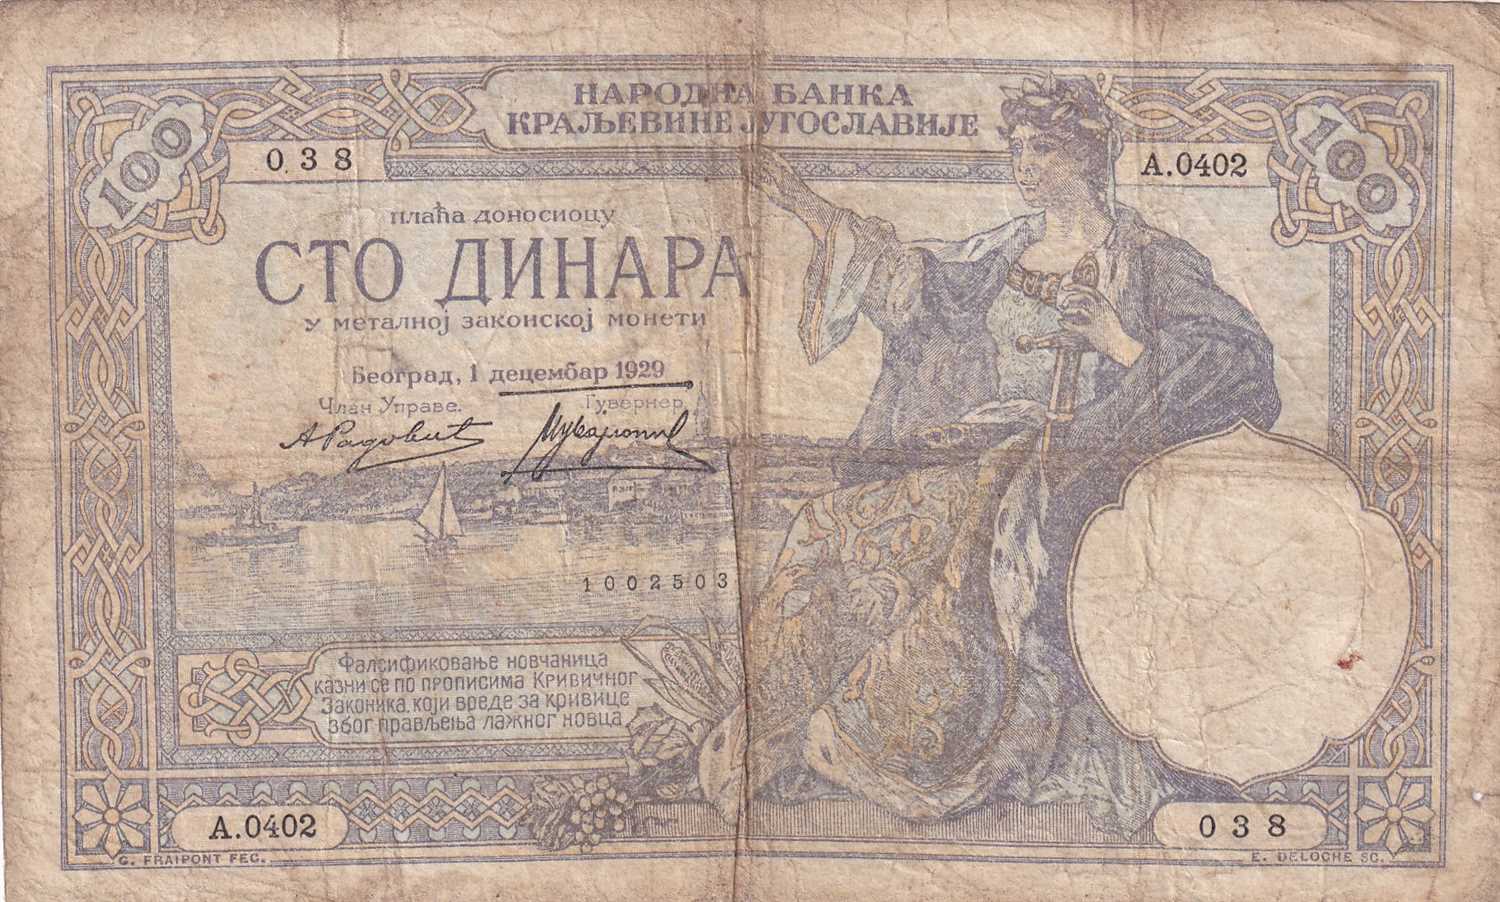 НАРОДНА БАНКА
КРАЉЕВИНЕ ЈУГОСЛАВИЈЕ
100
038
А.0402
100
плаћа доносиоцу
СТО ДИНАРА
у металној законској монети
Београд, 1 децембар 1929
Члан Управе. Гувернер
А Радовић
1002503
Фалсификовање новчаница
казни се по прописима Кривичног
Законика, који вреде за кривице
због прављења лажног новца.
А.0402
038
G. FRAIPONT FEC.
E. DELOCHE SC.